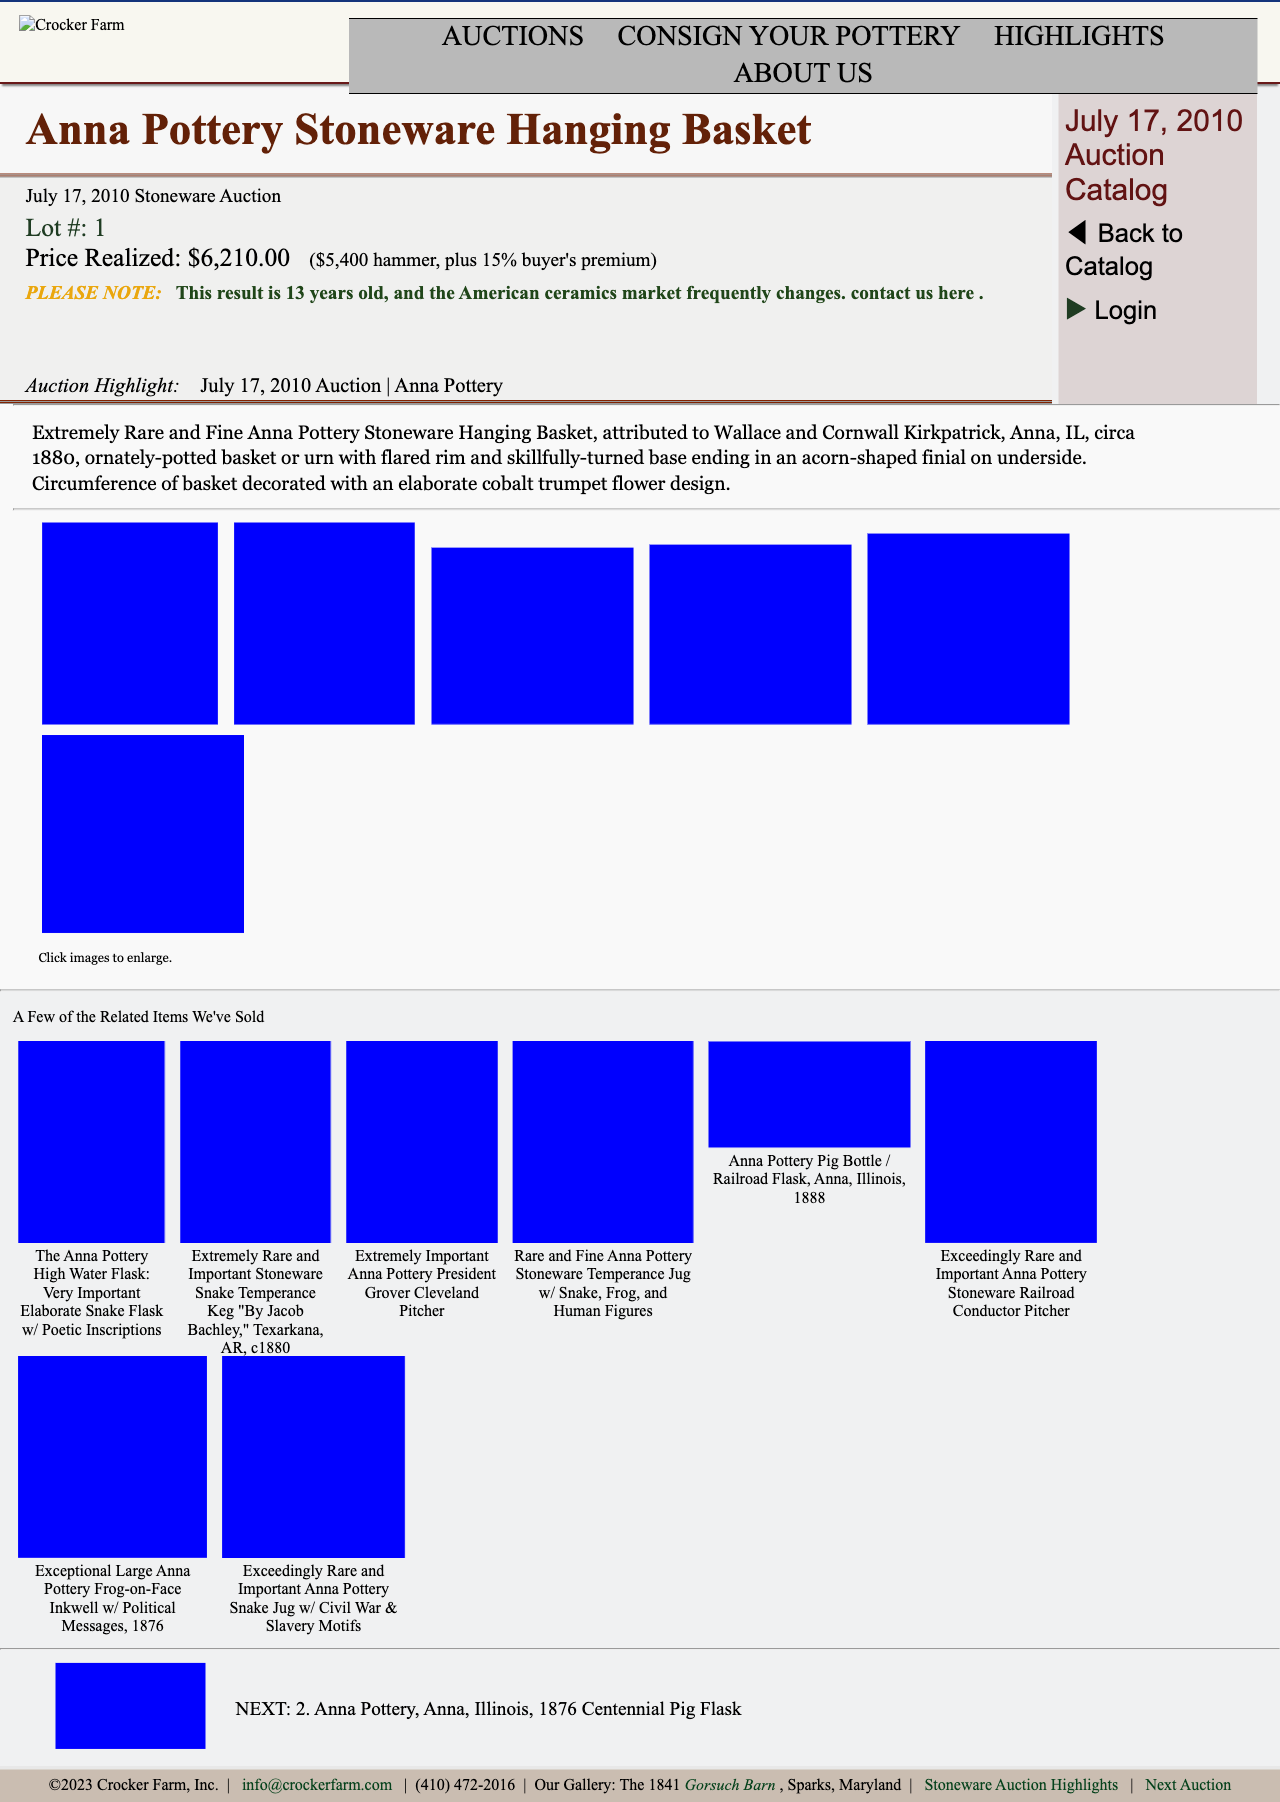 Crocker Farm
AUCTIONS CONSIGN YOUR POTTERY HIGHLIGHTS
ABOUT US
Anna Pottery Stoneware Hanging Basket
July 17, 2010 Stoneware Auction
Lot #: 1
Price Realized: $6,210.00 ($5,400 hammer, plus 15% buyer's premium)
PLEASE NOTE: This result is 13 years old, and the American ceramics market frequently changes. contact us here .
Auction Highlight: July 17, 2010 Auction | Anna Pottery
July 17, 2010
Auction
Catalog
Back to
Catalog
Login
Extremely Rare and Fine Anna Pottery Stoneware Hanging Basket, attributed to Wallace and Cornwall Kirkpatrick, Anna, IL, circa
1880, ornately-potted basket or urn with flared rim and skillfully-turned base ending in an acorn-shaped finial on underside.
Circumference of basket decorated with an elaborate cobalt trumpet flower design.
Click images to enlarge.
A Few of the Related Items We've Sold
The Anna Pottery
High Water Flask:
Very Important
Elaborate Snake Flask
w/ Poetic Inscriptions
Extremely Rare and
Important Stoneware
Snake Temperance
Keg "By Jacob
Bachley," Texarkana,
AR, c1880
Extremely Important
Anna Pottery President
Grover Cleveland
Pitcher
Rare and Fine Anna Pottery
Stoneware Temperance Jug
w/ Snake, Frog, and
Human Figures
Anna Pottery Pig Bottle /
Railroad Flask, Anna, Illinois,
1888
Exceedingly Rare and
Important Anna Pottery
Stoneware Railroad
Conductor Pitcher
Exceptional Large Anna
Pottery Frog-on-Face
Inkwell w/ Political
Messages, 1876
Exceedingly Rare and
Important Anna Pottery
Snake Jug w/ Civil War &
Slavery Motifs
NEXT: 2. Anna Pottery, Anna, Illinois, 1876 Centennial Pig Flask
©2023 Crocker Farm, Inc. | info@crockerfarm.com | (410) 472-2016 | Our Gallery: The 1841 Gorsuch Barn , Sparks, Maryland | Stoneware Auction Highlights | Next Auction